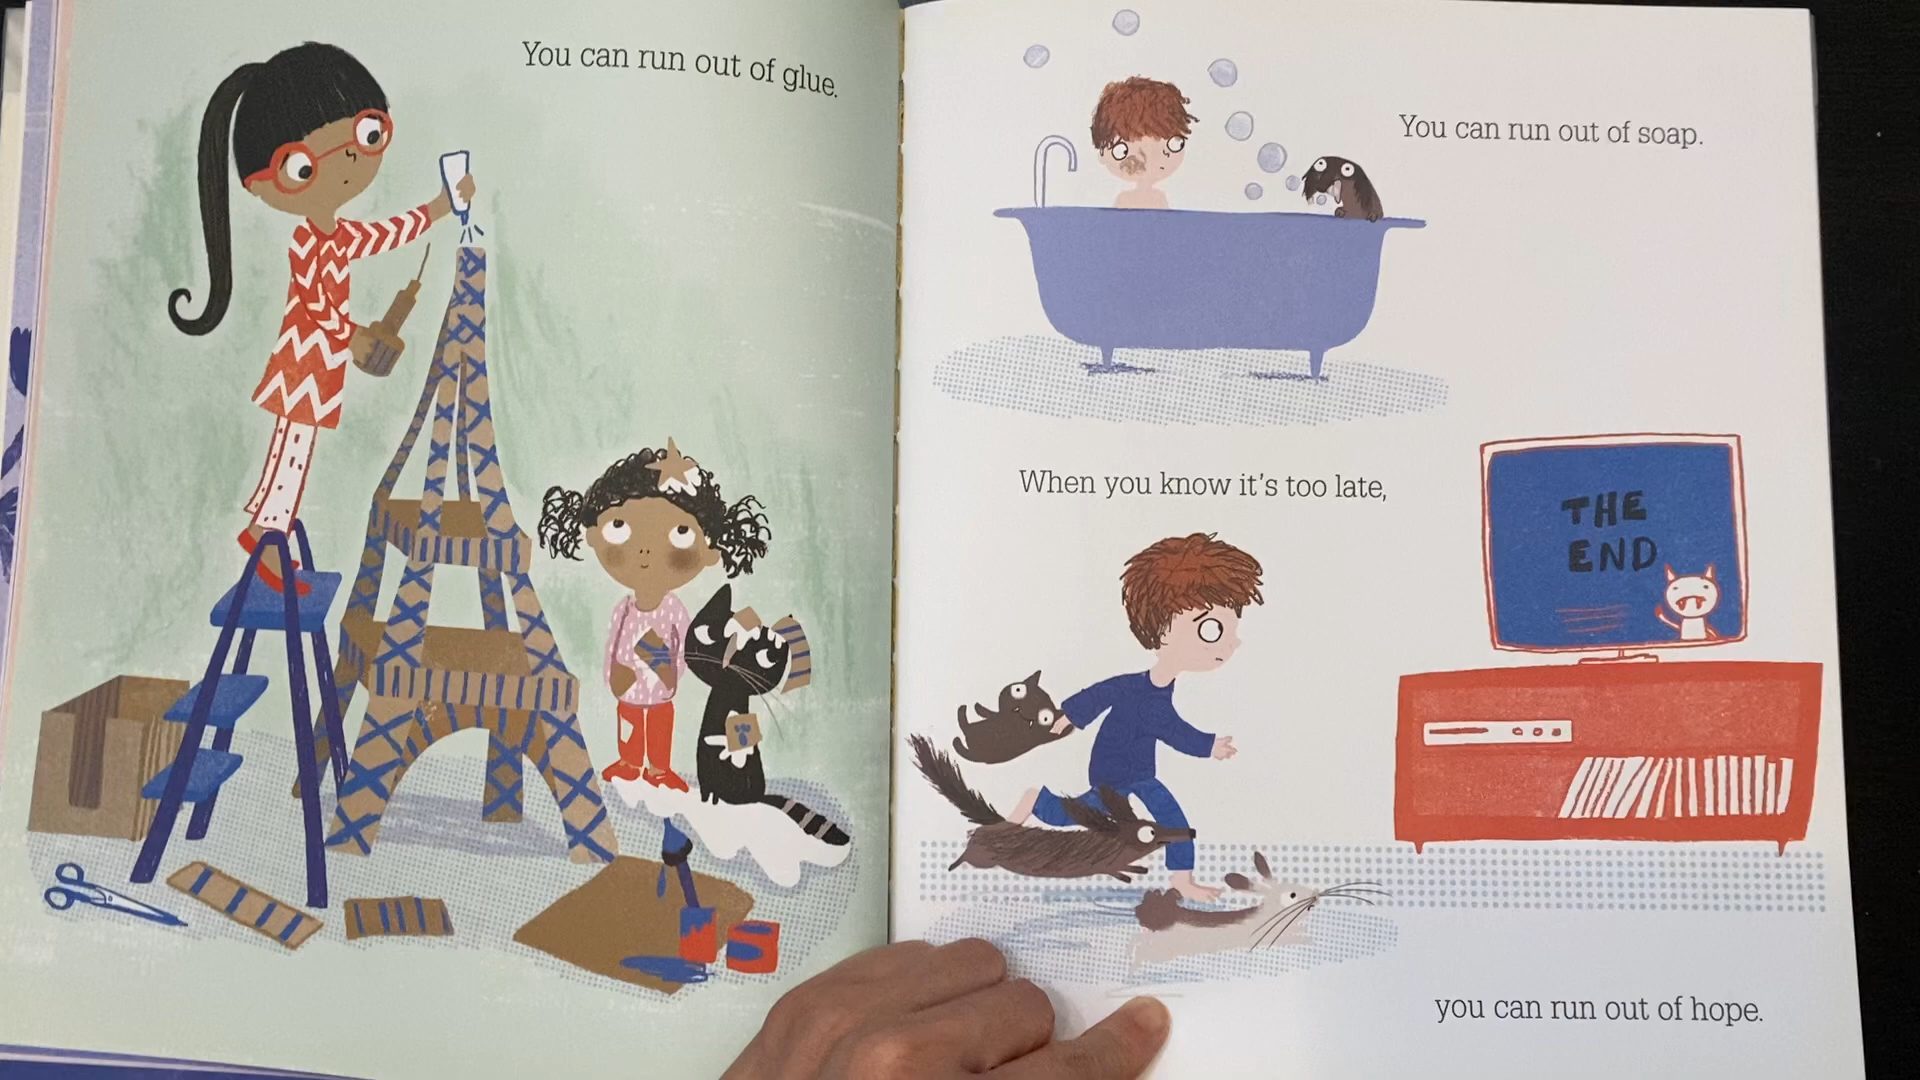 You can run out of glue.
You can run out of soap.
When you know it's too late,
THE
END
you can run out of hope.